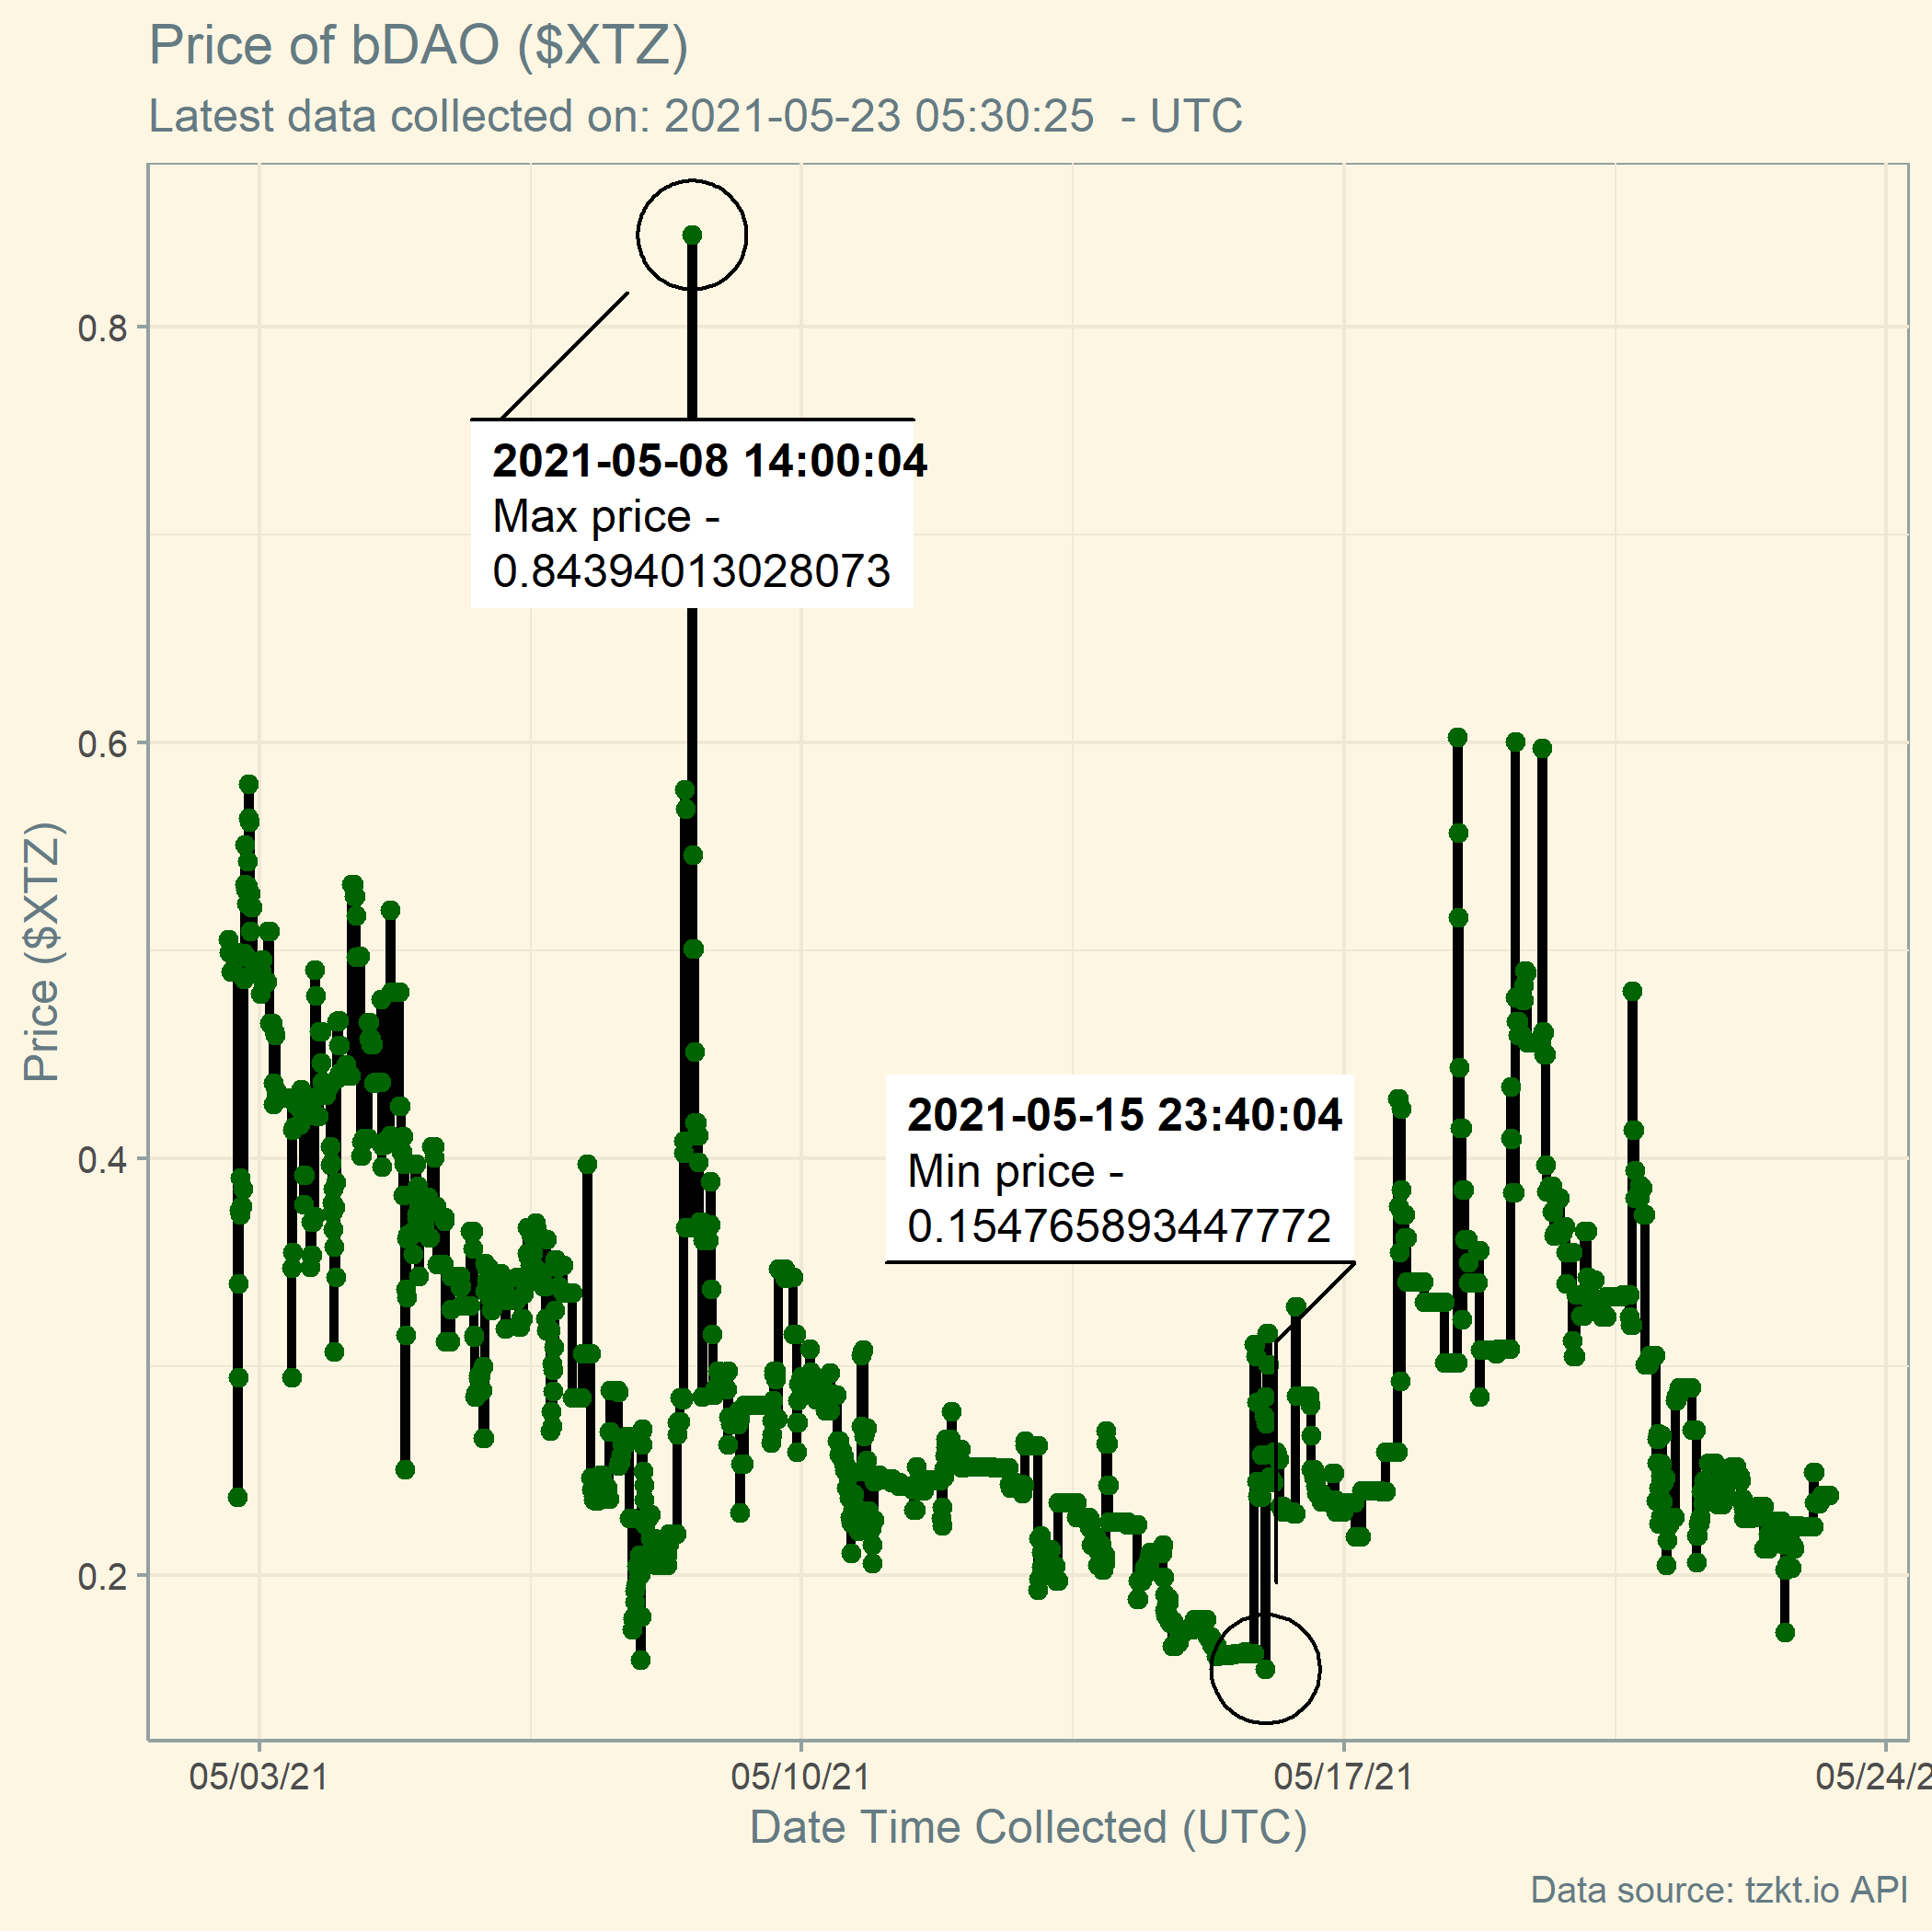 Price of bDAO ($XTZ)
Latest data collected on: 2021-05-23 05:30:25  - UTC
0.8
2021-05-08 14:00:04
Max price -
0.84394013028073
0.6
Price ($XTZ)
2021-05-15 23:40:04
Min price -
0.154765893447772
0.4
0.2
05/03/21
05/10/21
05/17/21
05/24/2
Date Time Collected (UTC)
Data source: tzkt.io API